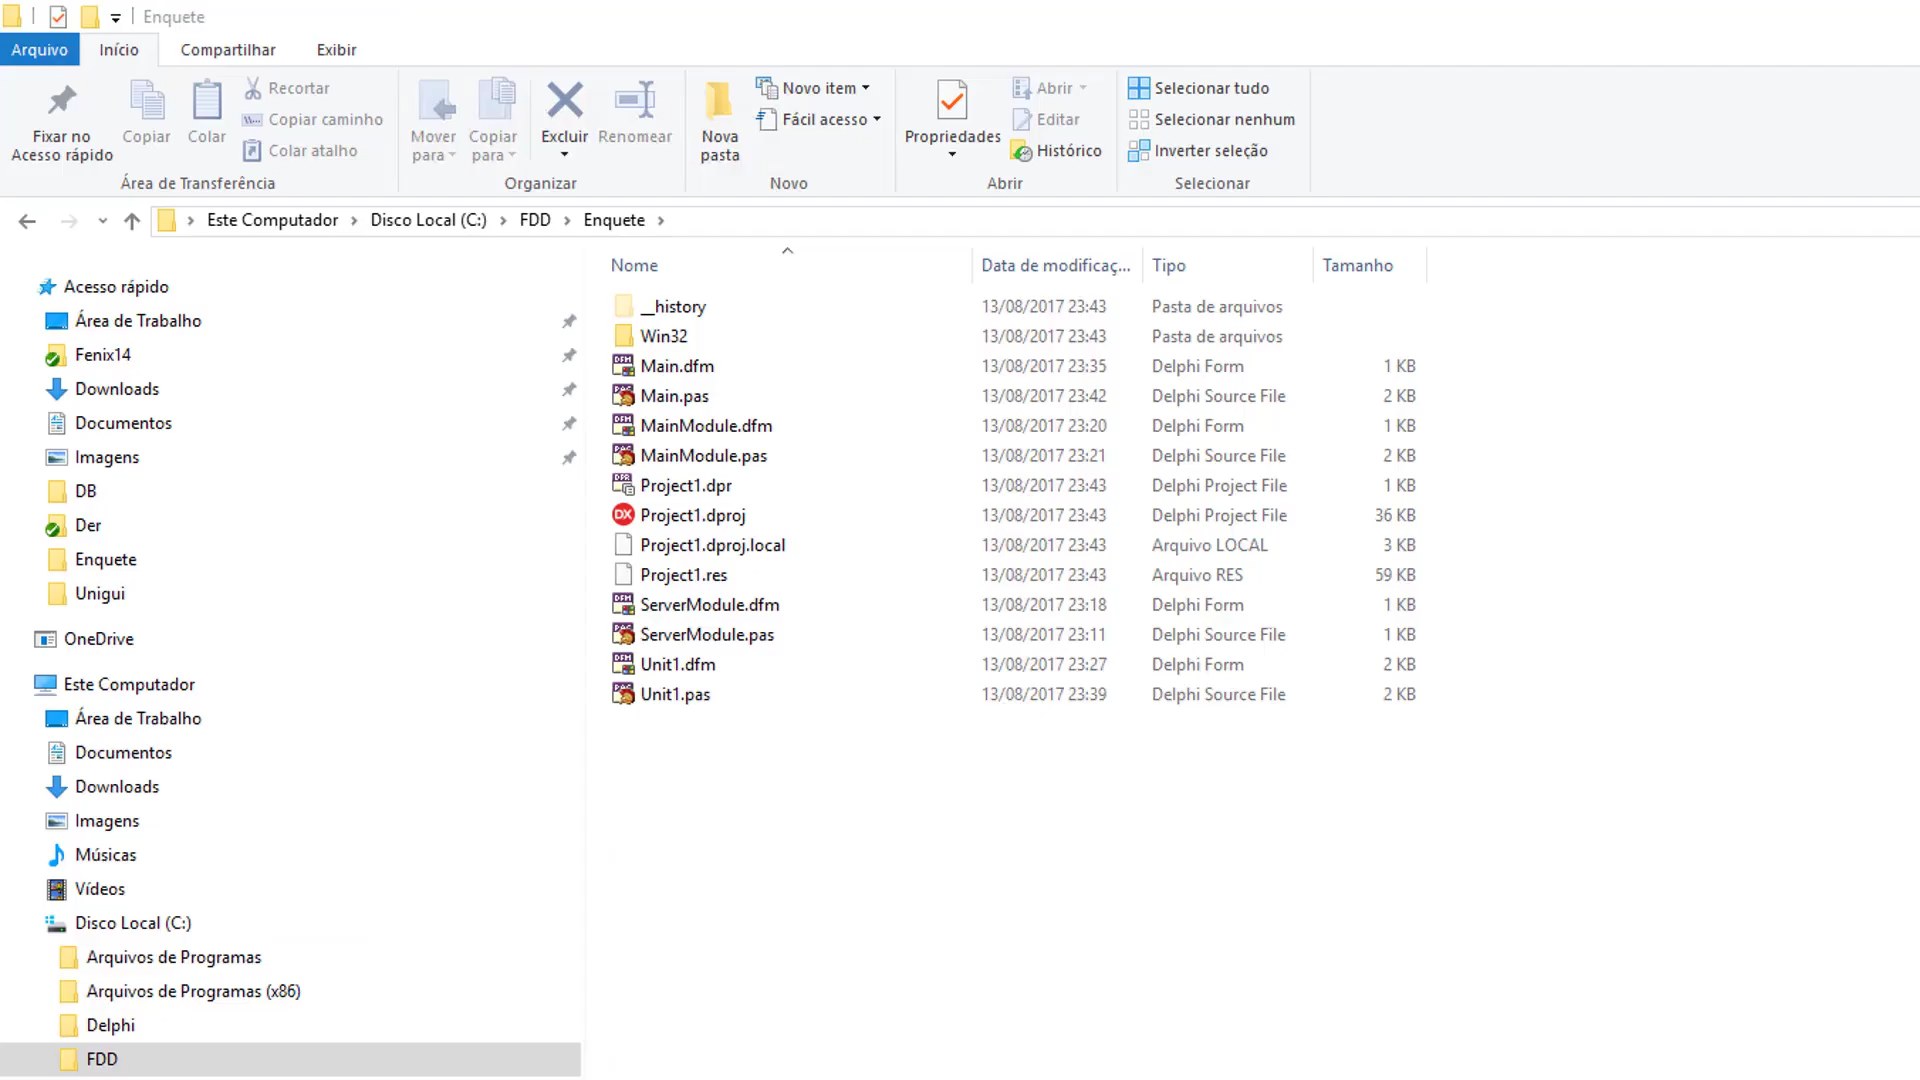 Enquete
Arquivo Início Compartilhar Exibir
Fixar no Acesso rápido
Copiar
Colar
Recortar
Copiar caminho
Colar atalho
Área de Transferência
Mover para
Copiar para
Excluir
Renomear
Organizar
Nova pasta
Novo item
Fácil acesso
Novo
Propriedades
Abrir
Editar
Histórico
Abrir
Selecionar tudo
Selecionar nenhum
Inverter seleção
Selecionar
Este Computador > Disco Local (C:) > FDD > Enquete >
Acesso rápido
Área de Trabalho
Fenix14
Downloads
Documentos
Imagens
DB
Der
Enquete
Unigui
OneDrive
Este Computador
Área de Trabalho
Documentos
Downloads
Imagens
Músicas
Vídeos
Disco Local (C:)
Arquivos de Programas
Arquivos de Programas (x86)
Delphi
FDD
Nome Data de modificaç... Tipo Tamanho
__history 13/08/2017 23:43 Pasta de arquivos
Win32 13/08/2017 23:43 Pasta de arquivos
Main.dfm 13/08/2017 23:35 Delphi Form 1 KB
Main.pas 13/08/2017 23:42 Delphi Source File 2 KB
MainModule.dfm 13/08/2017 23:20 Delphi Form 1 KB
MainModule.pas 13/08/2017 23:21 Delphi Source File 2 KB
Project1.dpr 13/08/2017 23:43 Delphi Project File 1 KB
DX Project1.dproj 13/08/2017 23:43 Delphi Project File 36 KB
Project1.dproj.local 13/08/2017 23:43 Arquivo LOCAL 3 KB
Project1.res 13/08/2017 23:43 Arquivo RES 59 KB
ServerModule.dfm 13/08/2017 23:18 Delphi Form 1 KB
ServerModule.pas 13/08/2017 23:11 Delphi Source File 1 KB
Unit1.dfm 13/08/2017 23:27 Delphi Form 2 KB
Unit1.pas 13/08/2017 23:39 Delphi Source File 2 KB